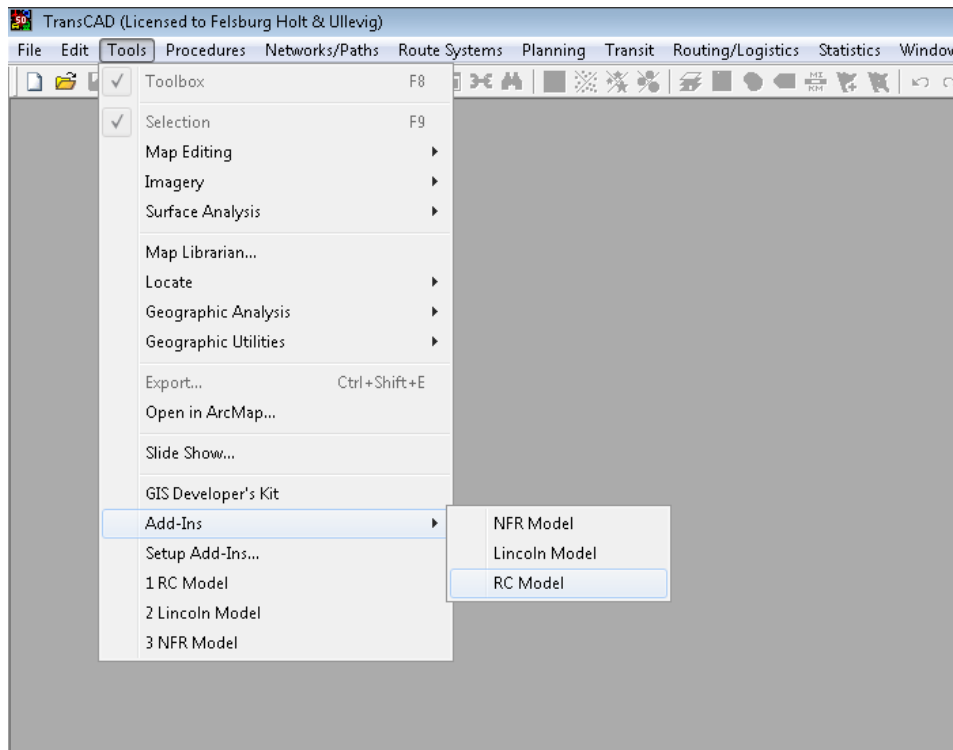 TransCAD (Licensed to Felsburg Holt & Ullevig)
File Edit Tools Procedures Networks/Paths Route Systems Planning Transit Routing/Logistics Statistics Window
Toolbox F8
Selection F9
Map Editing
Imagery
Surface Analysis
Map Librarian...
Locate
Geographic Analysis
Geographic Utilities
Export... Ctrl+Shift+E
Open in ArcMap...
Slide Show...
GIS Developer's Kit
Add-Ins
NFR Model
Setup Add-Ins...
Lincoln Model
1 RC Model
RC Model
2 Lincoln Model
3 NFR Model